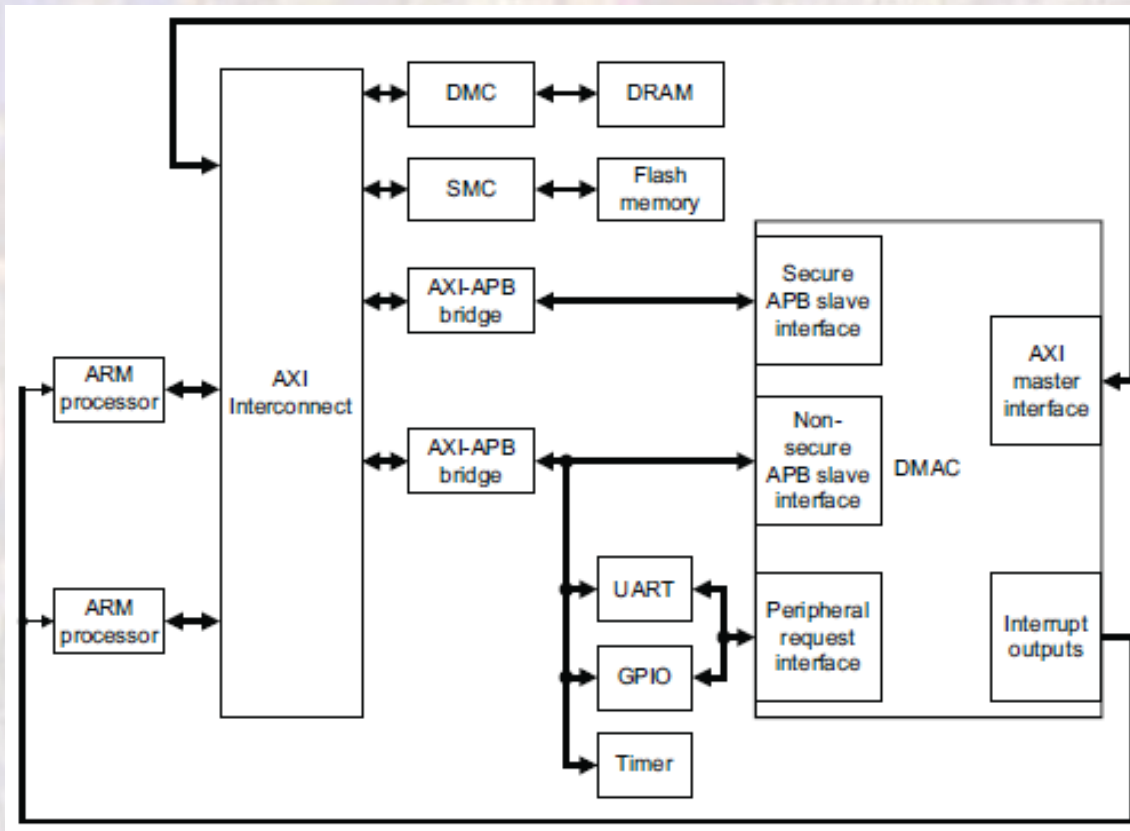 DMC
DRAM
SMC
Flash
memory
AXI-APB
bridge
Secure
APB slave
interface
AXI
master
interface
ARM
processor
AXI
Interconnect
AXI-APB
bridge
Non-
secure
APB slave
interface
DMAC
UART
GPIO
Timer
Peripheral
request
interface
Interrupt
outputs
ARM
processor